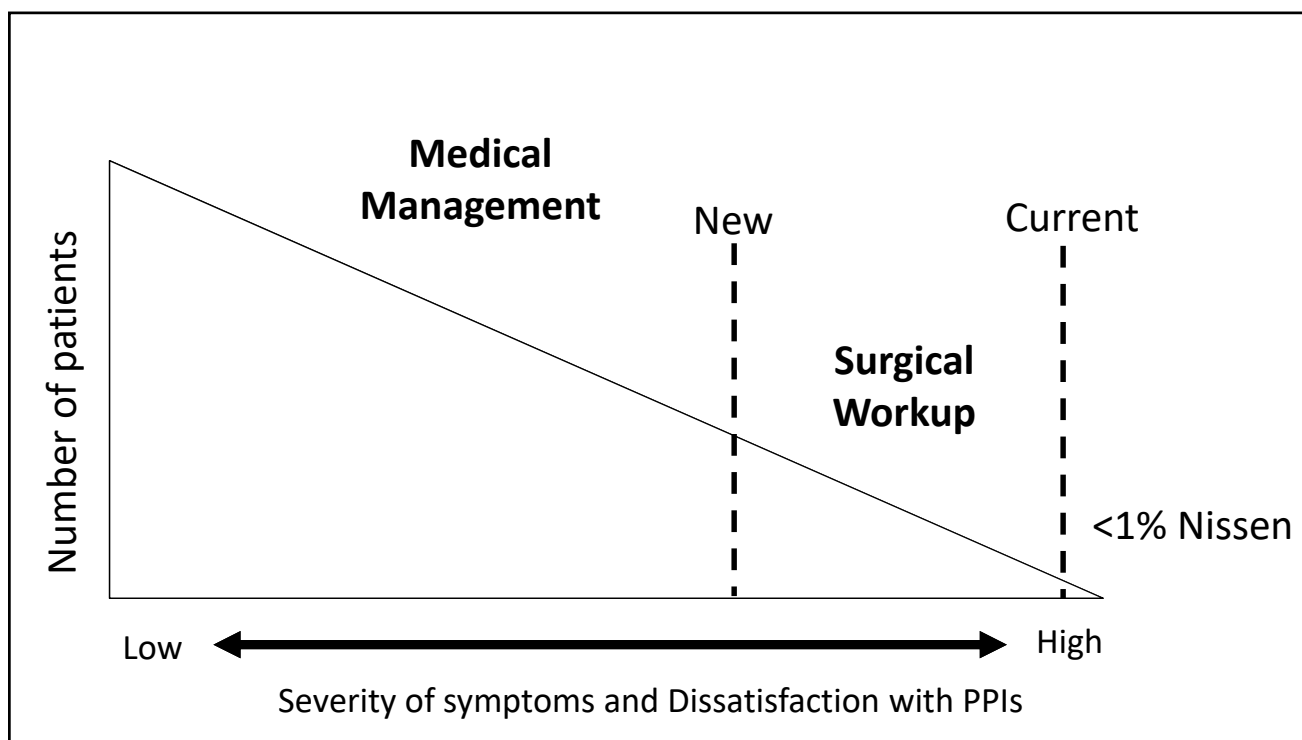 Medical
Management
New
Current
Number of patients
Surgical
Workup
<1% Nissen
Low
High
Severity of symptoms and Dissatisfaction with PPIs